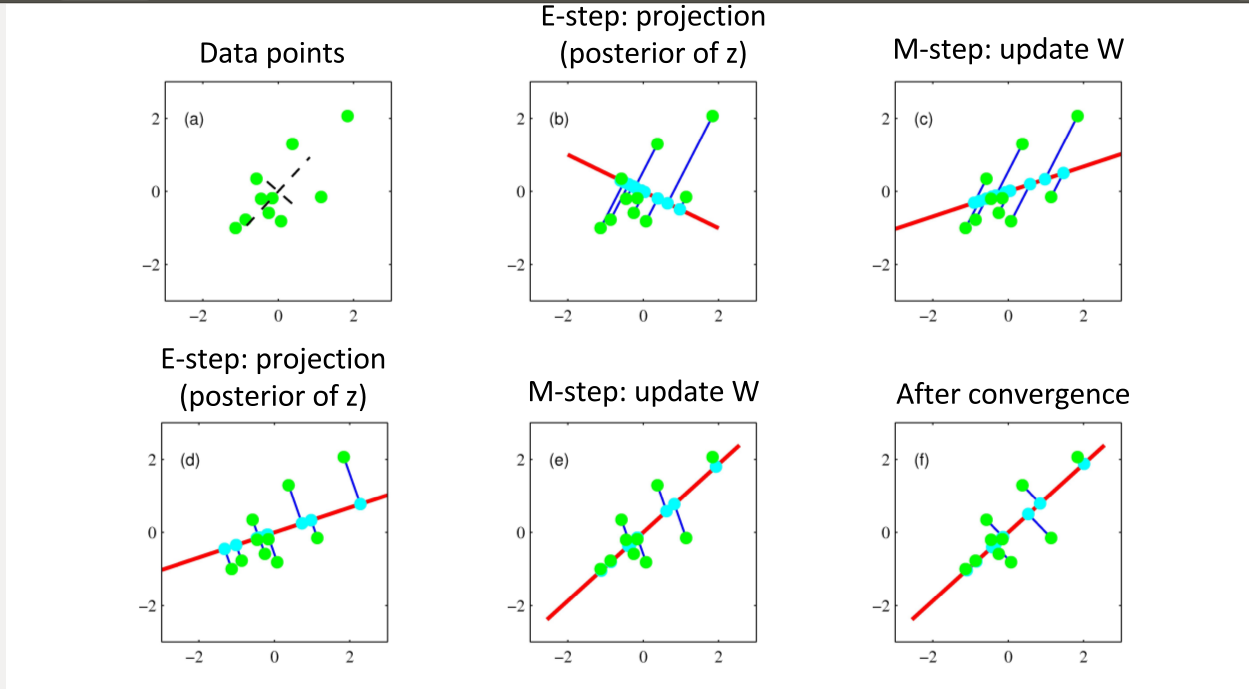 Data points
E-step: projection
(posterior of z)
M-step: update W
(a)
2
0
−2
−2 0 2
(b)
2
0
−2
−2 0 2
(c)
2
0
−2
−2 0 2
E-step: projection
(posterior of z)
M-step: update W
After convergence
(d)
2
0
−2
−2 0 2
(e)
2
0
−2
−2 0 2
(f)
2
0
−2
−2 0 2